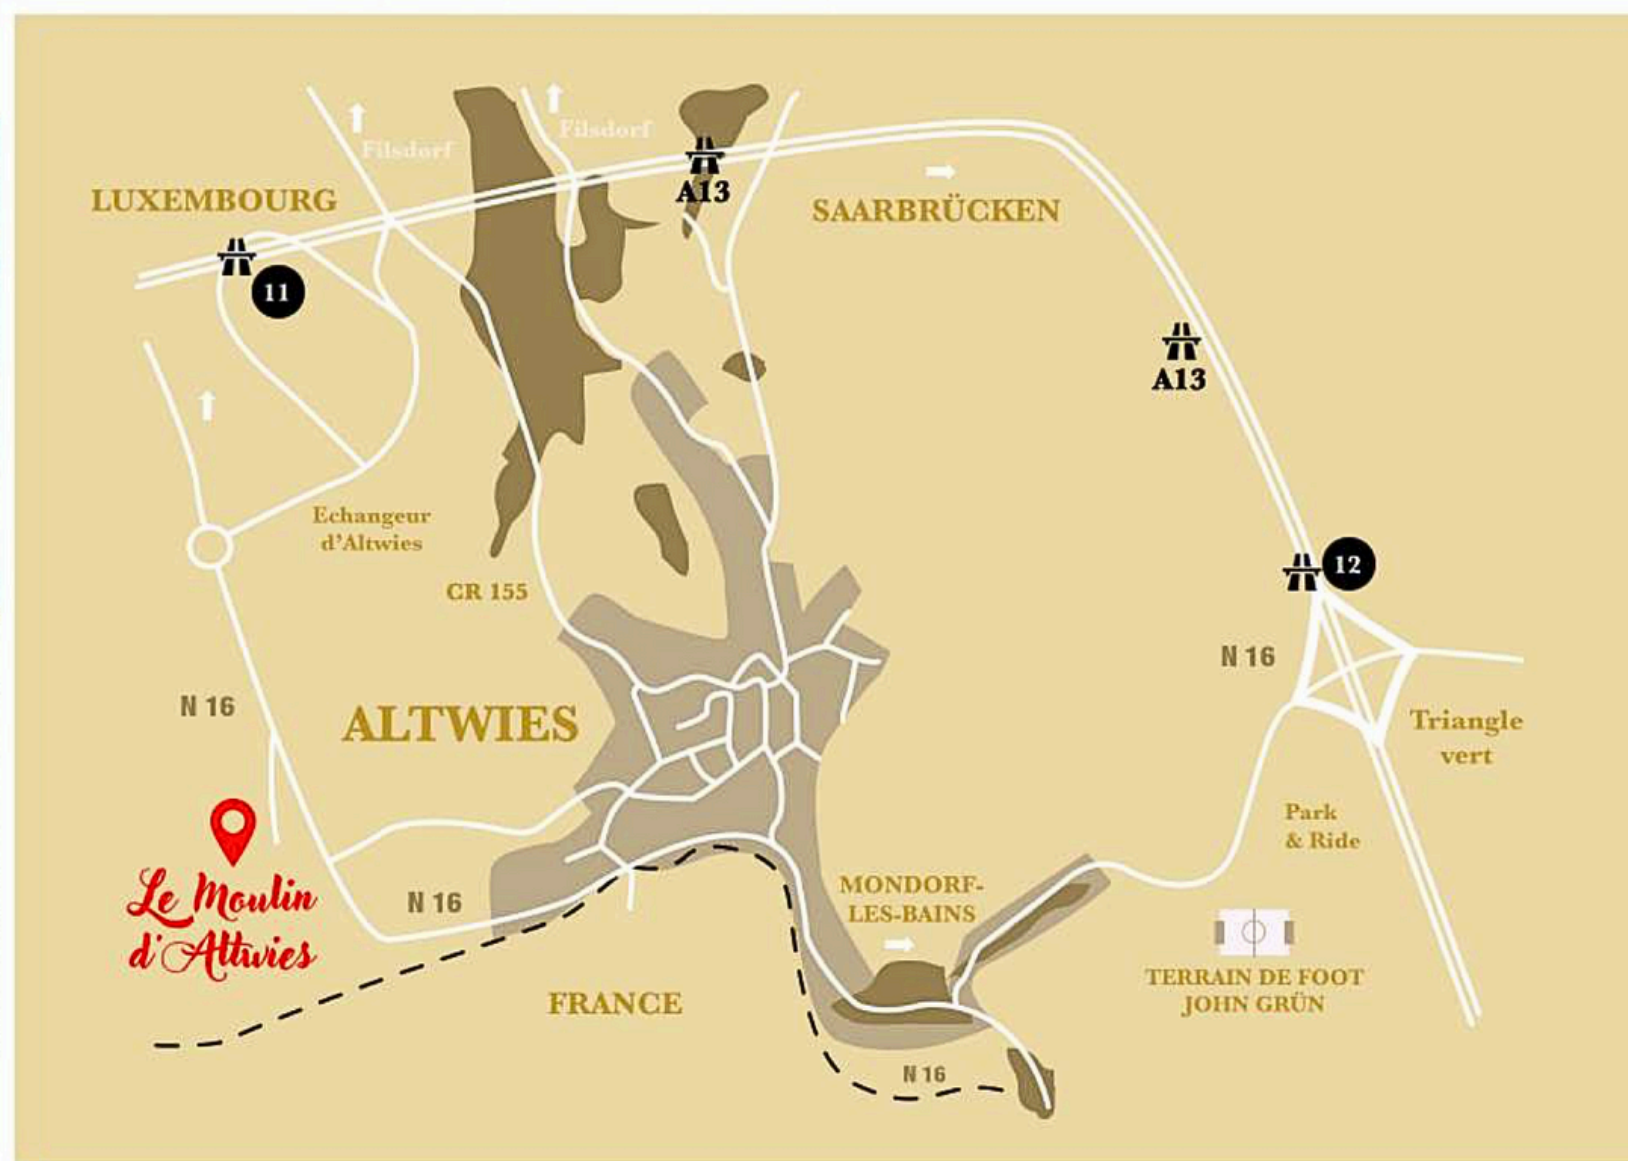 Filsdorf
Filsdorf
LUXEMBOURG
A13
SAARBRÜCKEN
11
A13
Echangeur
d'Altwies
CR 155
12
N 16
N 16
ALTWIES
Triangle
vert
Park
& Ride
Le Moulin
d'Altwies
N 16
MONDORF-
LES-BAINS
FRANCE
TERRAIN DE FOOT
JOHN GRÜN
N 16